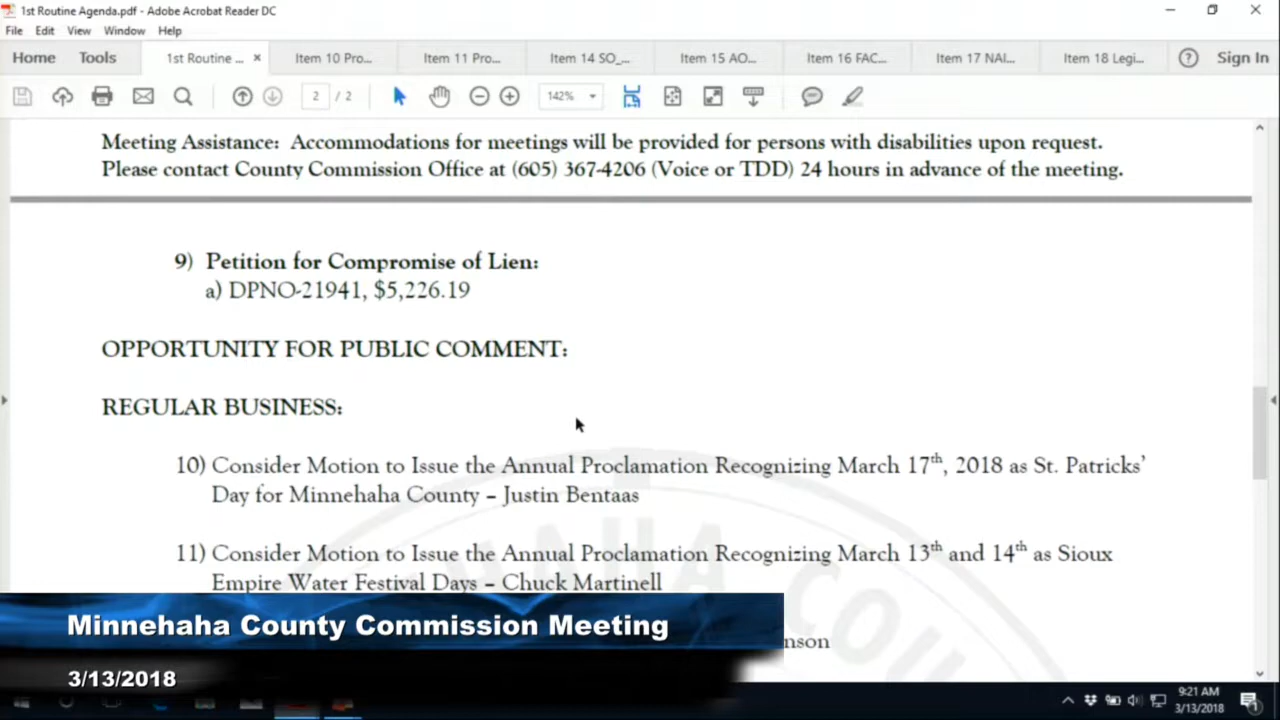 1st Routine Agenda.pdf - Adobe Acrobat Reader DC
File Edit View Window Help
Home Tools 1st Routine ... × Item 10 Pro... Item 11 Pro... Item 14 SO_... Item 15 AO... Item 16 FAC... Item 17 NAI... Item 18 Legi... Sign In
2 / 2 142%
Meeting Assistance: Accommodations for meetings will be provided for persons with disabilities upon request.
Please contact County Commission Office at (605) 367-4206 (Voice or TDD) 24 hours in advance of the meeting.
9) Petition for Compromise of Lien:
a) DPNO-21941, $5,226.19
OPPORTUNITY FOR PUBLIC COMMENT:
REGULAR BUSINESS:
10) Consider Motion to Issue the Annual Proclamation Recognizing March 17th, 2018 as St. Patricks'
Day for Minnehaha County – Justin Bentaas
11) Consider Motion to Issue the Annual Proclamation Recognizing March 13th and 14th as Sioux
Empire Water Festival Days – Chuck Martinell
nson
Minnehaha County Commission Meeting
3/13/2018
9:21 AM
3/13/2018